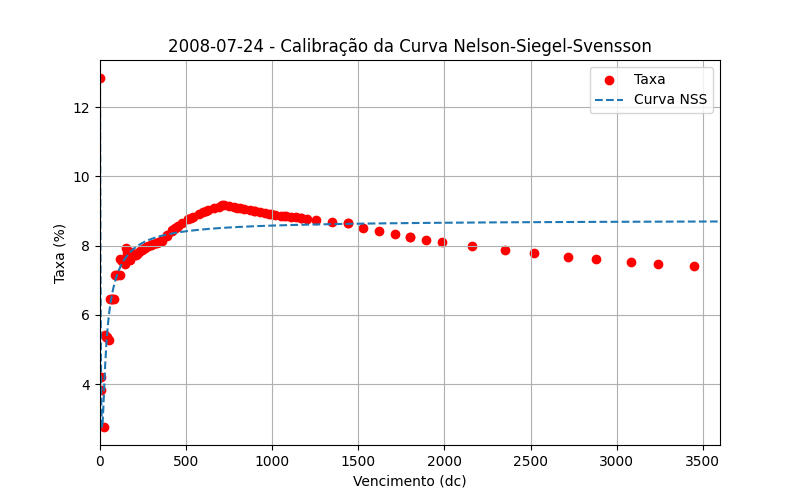 2008-07-24 - Calibração da Curva Nelson-Siegel-Svensson
Taxa
Curva NSS
12
10
8
6
4
Taxa (%)
0 500 1000 1500 2000 2500 3000 3500
Vencimento (dc)